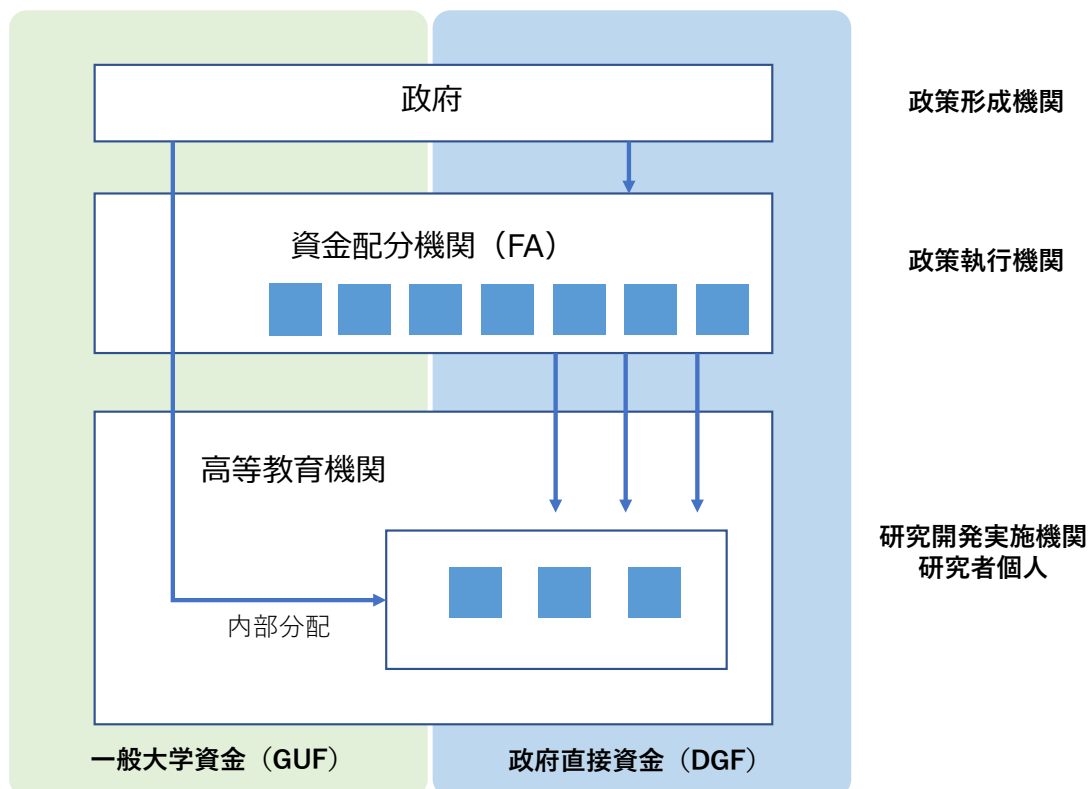 政府
政策形成機関
資金配分機関（FA）
政策執行機関
高等教育機関
研究開発実施機関
研究者個人
内部分配
一般大学資金（GUF）
政府直接資金（DGF）